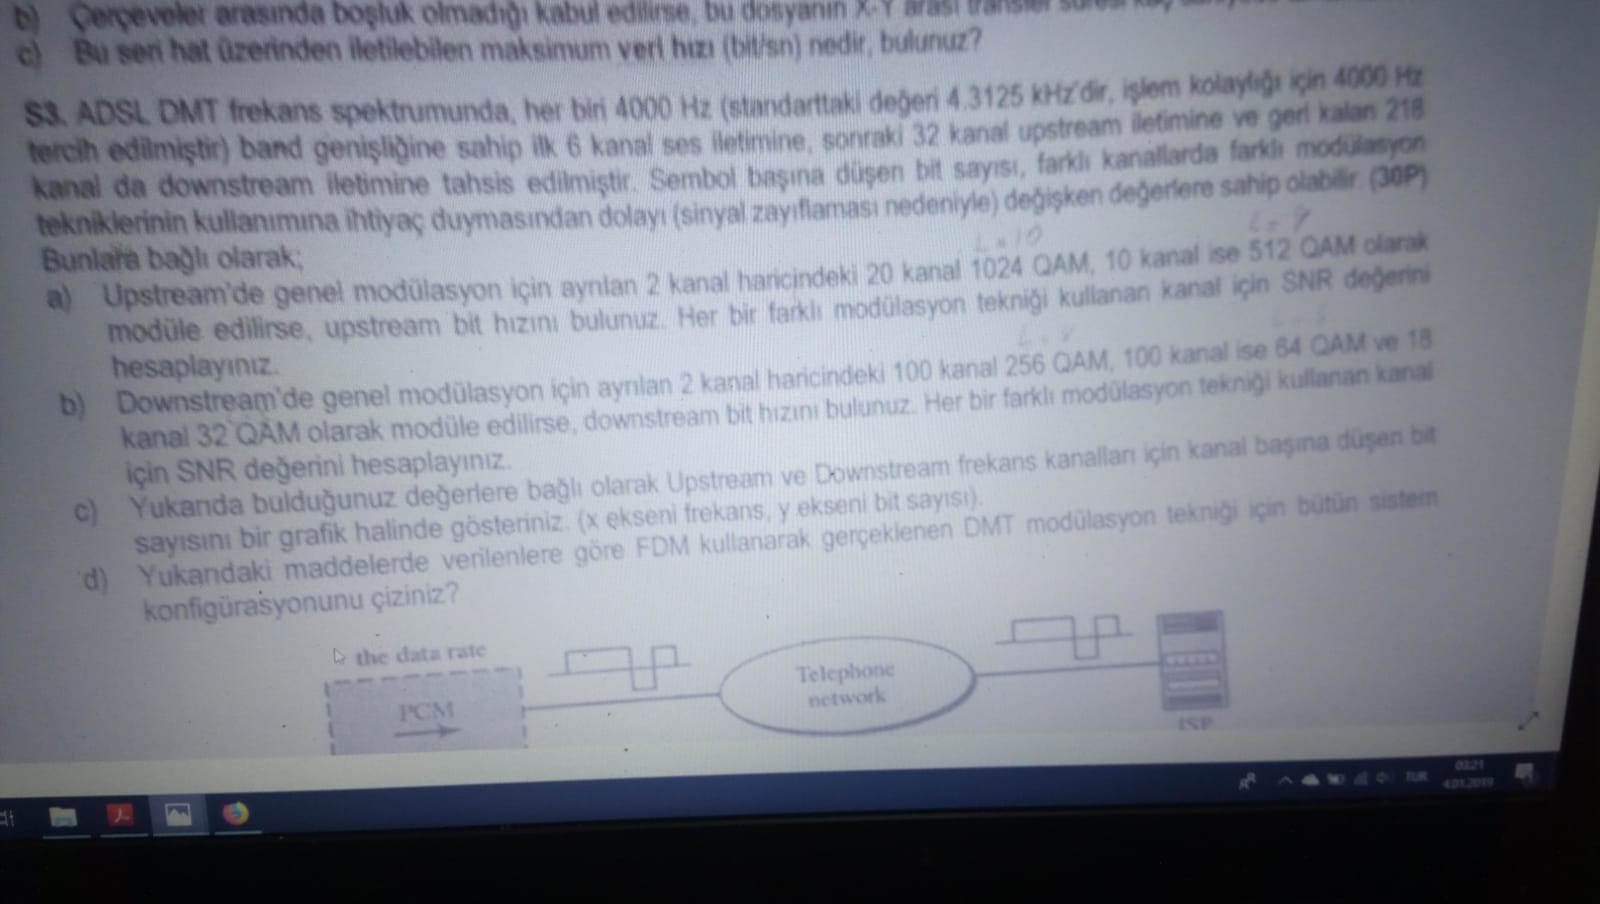 b) Çerçeveler arasında boşluk olmadığı kabul edilirse, bu dosyanın X-Y arası transfer süresi
c) Bu seri hat üzerinden iletilebilen maksimum veri hızı (bit/sn) nedir, bulunuz?
S3. ADSL DMT frekans spektrumunda, her biri 4000 Hz (standarttaki değeri 4.3125 kHz'dir, işlem kolaylığı için 4000 Hz
tercih edilmiştir) band genişliğine sahip ilk 6 kanal ses iletimine, sonraki 32 kanal upstream iletimine ve geri kalan 218
kanal da downstream iletimine tahsis edilmiştir. Sembol başına düşen bit sayısı, farklı kanallarda farklı modülasyon
tekniklerinin kullanımına ihtiyaç duymasından dolayı (sinyal zayıflaması nedeniyle) değişken değerlere sahip olabilir. (30P)
Bunlara bağlı olarak;
L=10
L=9
a) Upstream'de genel modülasyon için ayrılan 2 kanal haricindeki 20 kanal 1024 QAM, 10 kanal ise 512 QAM olarak
modüle edilirse, upstream bit hızını bulunuz. Her bir farklı modülasyon tekniği kullanan kanal için SNR değerini
hesaplayınız.
b) Downstream'de genel modülasyon için ayrılan 2 kanal haricindeki 100 kanal 256 QAM, 100 kanal ise 64 QAM ve 18
kanal 32 QAM olarak modüle edilirse, downstream bit hızını bulunuz. Her bir farklı modülasyon tekniği kullanan kanal
için SNR değerini hesaplayınız.
c) Yukarıda bulduğunuz değerlere bağlı olarak Upstream ve Downstream frekans kanalları için kanal başına düşen bit
sayısını bir grafik halinde gösteriniz. (x ekseni frekans, y ekseni bit sayısı).
d) Yukarıdaki maddelerde verilenlere göre FDM kullanarak gerçeklenen DMT modülasyon tekniği için bütün sistem
konfigürasyonunu çiziniz?
the data rate
PCM
Telephone
network
ISP
TUR
03:21
4.01.2019